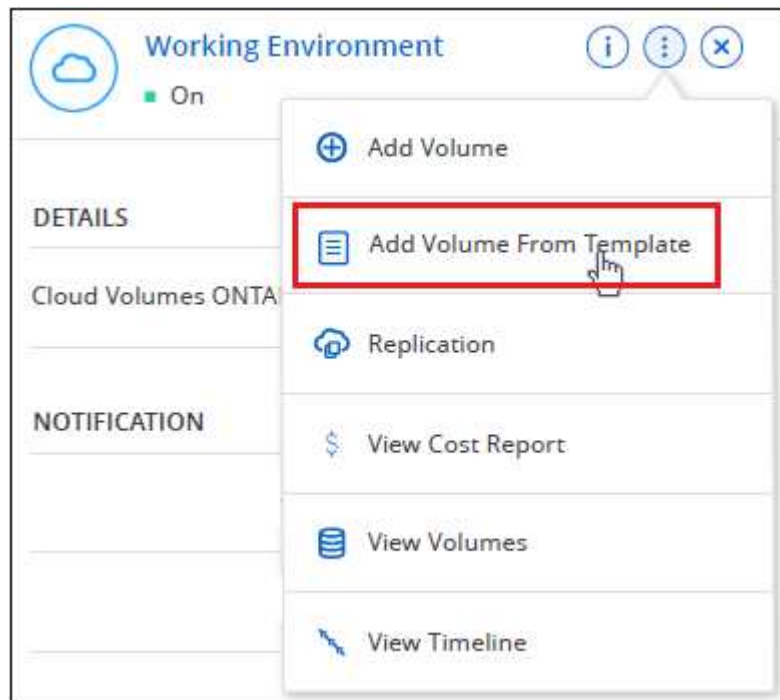 Working Environment
On
Add Volume
DETAILS
Add Volume From Template
Cloud Volumes ONTA
Replication
NOTIFICATION
View Cost Report
View Volumes
View Timeline